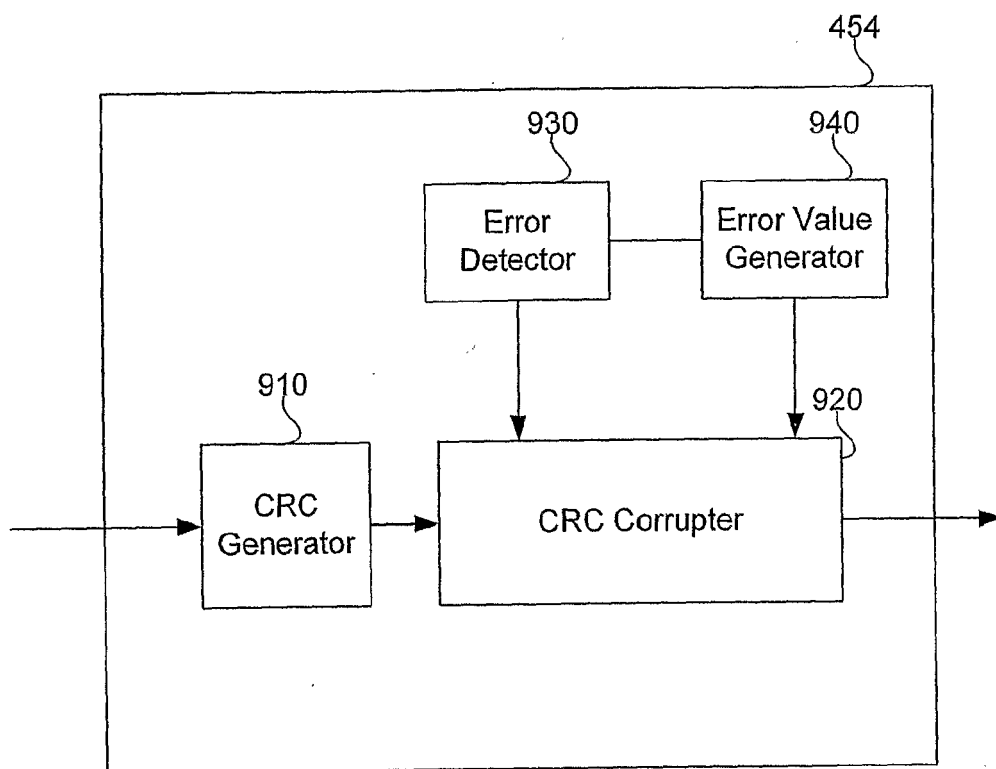 454
930
940
Error
Detector
Error Value
Generator
910
920
CRC
Generator
CRC Corrupter